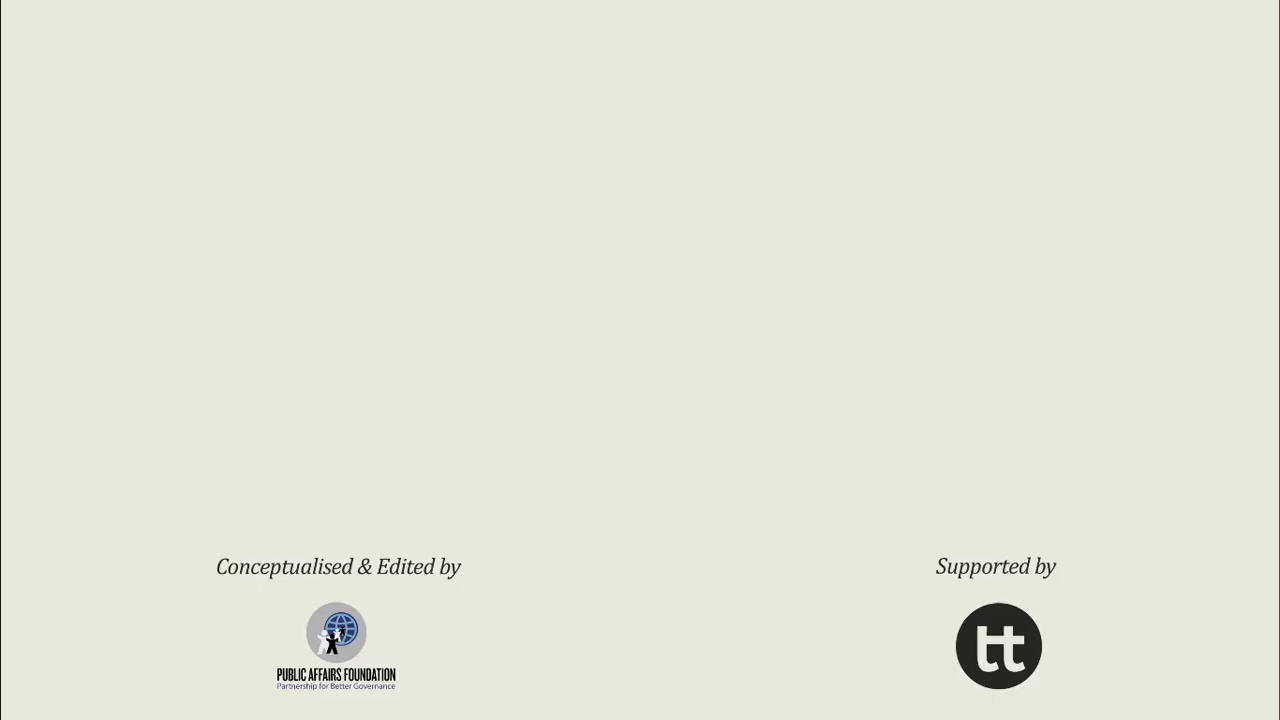 Conceptualised & Edited by
Supported by
tt
PUBLIC AFFAIRS FOUNDATION
Partnership for Better Governance